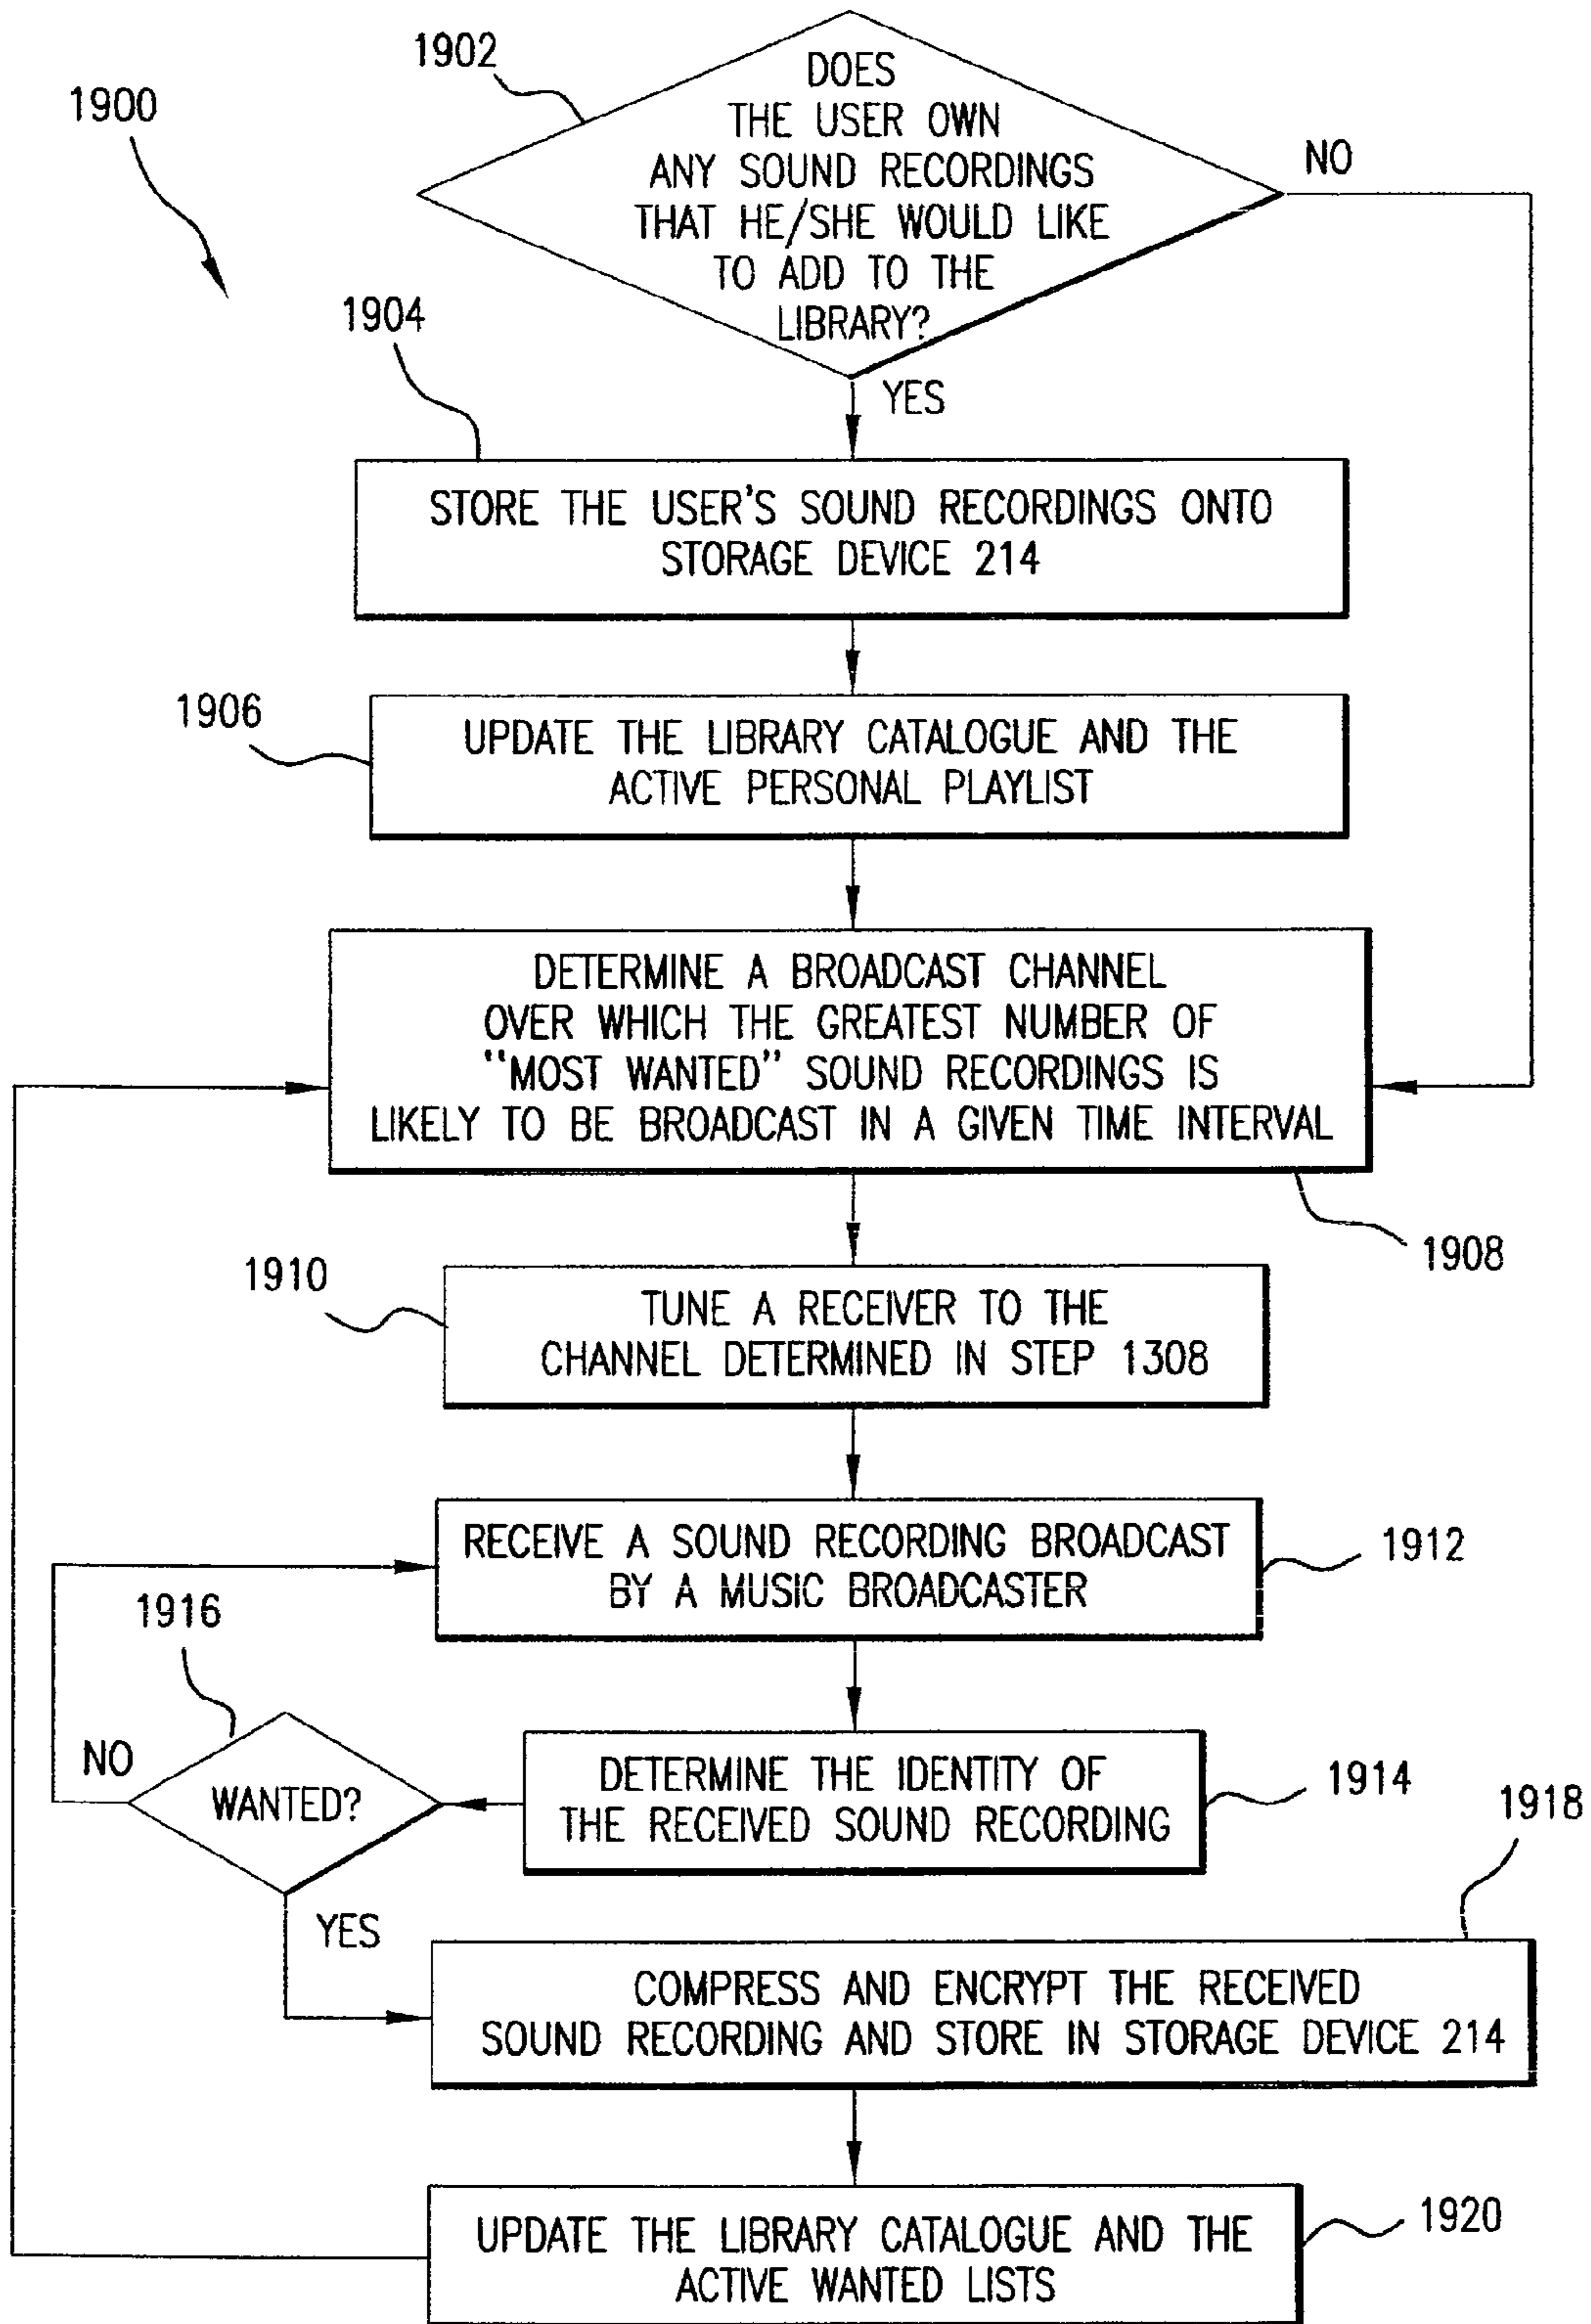 1902
1900
DOES
THE USER OWN
ANY SOUND RECORDINGS
THAT HE/SHE WOULD LIKE
TO ADD TO THE
LIBRARY?
NO
YES
1904
STORE THE USER'S SOUND RECORDINGS ONTO
STORAGE DEVICE 214
1906
UPDATE THE LIBRARY CATALOGUE AND THE
ACTIVE PERSONAL PLAYLIST
DETERMINE A BROADCAST CHANNEL
OVER WHICH THE GREATEST NUMBER OF
"MOST WANTED" SOUND RECORDINGS IS
LIKELY TO BE BROADCAST IN A GIVEN TIME INTERVAL
1908
1910
TUNE A RECEIVER TO THE
CHANNEL DETERMINED IN STEP 1308
RECEIVE A SOUND RECORDING BROADCAST
BY A MUSIC BROADCASTER
1912
1916
NO
WANTED?
YES
DETERMINE THE IDENTITY OF
THE RECEIVED SOUND RECORDING
1914
1918
COMPRESS AND ENCRYPT THE RECEIVED
SOUND RECORDING AND STORE IN STORAGE DEVICE 214
UPDATE THE LIBRARY CATALOGUE AND THE
ACTIVE WANTED LISTS
1920